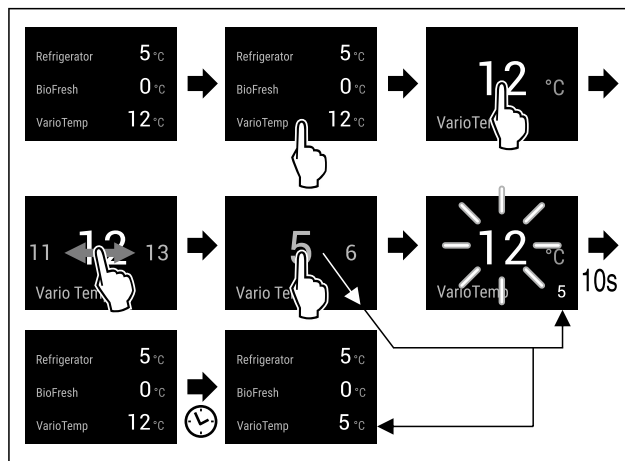 Refrigerator 5 °C
BioFresh 0 °C
VarioTemp 12 °C
Refrigerator 5 °C
BioFresh 0 °C
VarioTemp 12 °C
12 °C
VarioTemp
11 12 13
Vario Temp
5 6
Vario Te
12 °C
VarioTemp 5
10s
Refrigerator 5 °C
BioFresh 0 °C
VarioTemp 12 °C
Refrigerator 5 °C
BioFresh 0 °C
VarioTemp 5 °C